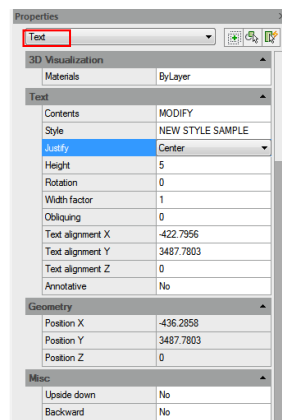 Properties
Text
3D Visualization
Materials ByLayer
Text
Contents MODIFY
Style NEW STYLE SAMPLE
Justify Center
Height 5
Rotation 0
Width factor 1
Obliquing 0
Text alignment X -422.7956
Text alignment Y 3487.7803
Text alignment Z 0
Annotative No
Geometry
Position X -436.2858
Position Y 3487.7803
Position Z 0
Misc
Upside down No
Backward No